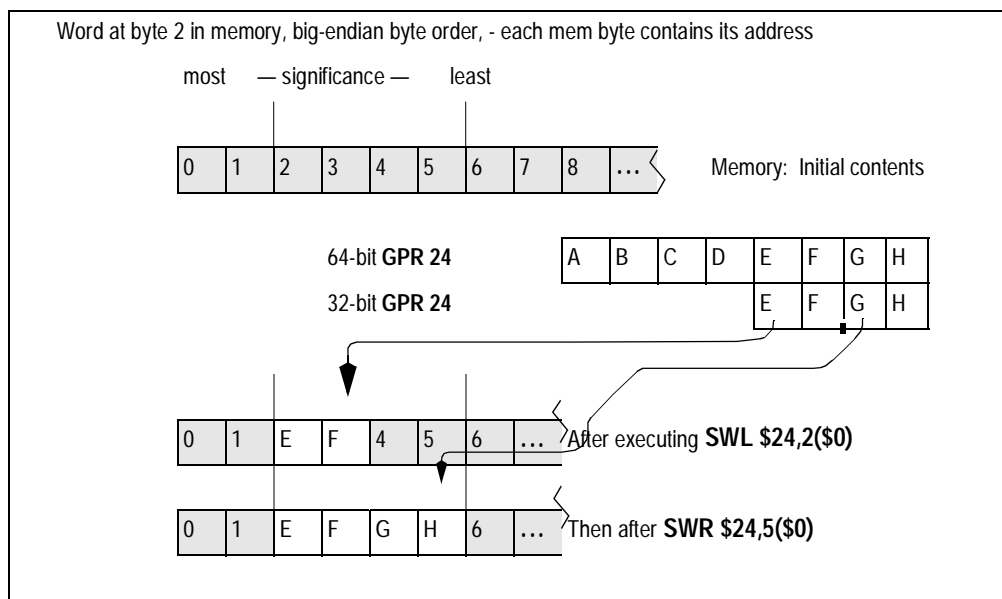 Word at byte 2 in memory, big-endian byte order, - each mem byte contains its address
most — significance — least
0 1 2 3 4 5 6 7 8 ... Memory: Initial contents
64-bit GPR 24 A B C D E F G H
32-bit GPR 24 E F G H
0 1 E F 4 5 6 ... After executing SWL $24,2($0)
0 1 E F G H 6 ... Then after SWR $24,5($0)